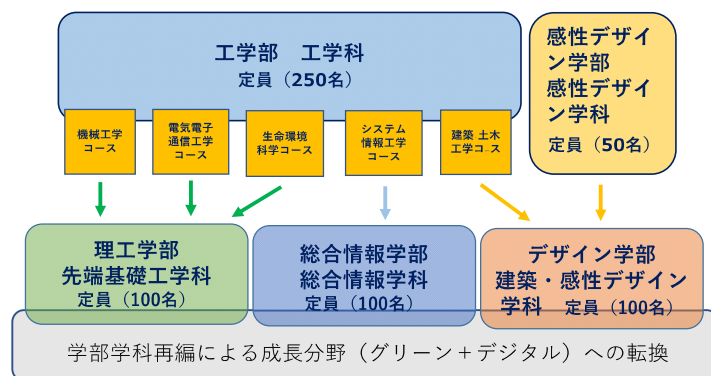 工学部　工学科
定員（250名）
感性デザイ
ン学部
感性デザイ
ン学科
定員（50名）
機械工学
コース
電気電子
通信工学
コース
生命環境
科学コース
システム
情報工学
コース
建築 土木
工学コース
理工学部
先端基礎工学科
定員（100名）
総合情報学部
総合情報学科
定員（100名）
デザイン学部
建築・感性デザイン
学科　定員（100名）
学部学科再編による成長分野（グリーン＋デジタル）への転換